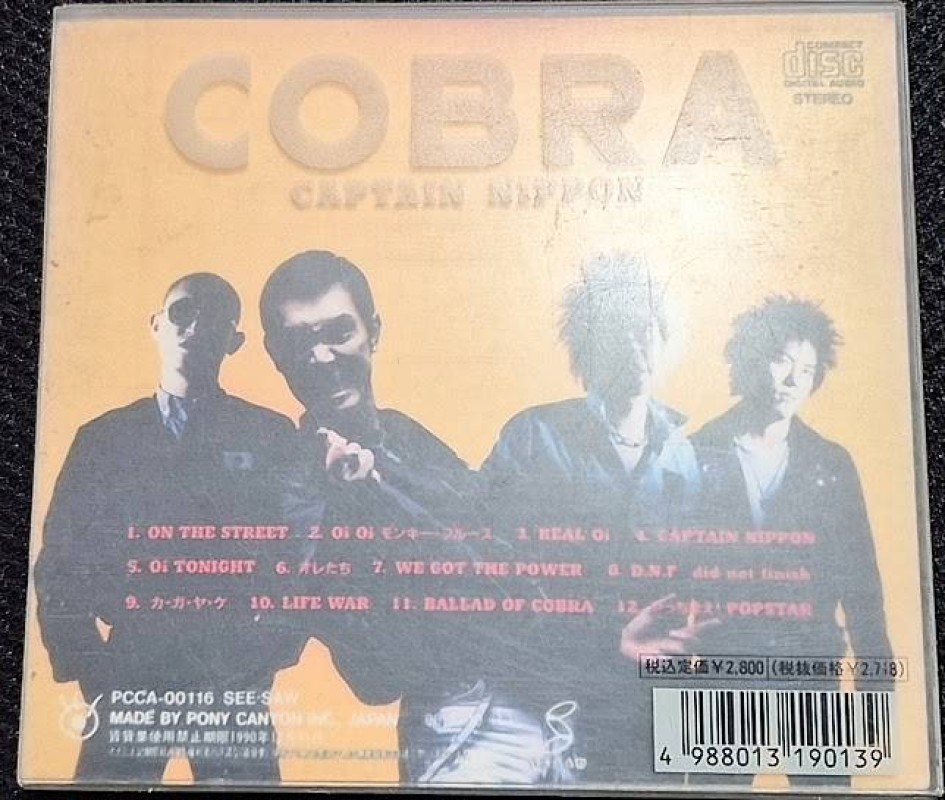 COBRA
COMPACT
disc
DIGITAL AUDIO
STEREO
CAPTAIN NIPPON
1. ON THE STREET 2. Oi Oi モンキー・ブルース 3. REAL Oi 4. CAPTAIN NIPPON
5. Oi TONIGHT 6. オレたち 7. WE GOT THE POWER 8. D.N.F did not finish
9. カ・ガ・ヤ・ケ 10. LIFE WAR 11. BALLAD OF COBRA 12. POPSTAR
税込定価¥2,800 (税抜価格¥2,718)
PCCA-00116 SEE·SAW
MADE BY PONY CANYON INC., JAPAN
賃貸業使用禁止期限1990年
4 988013 190139